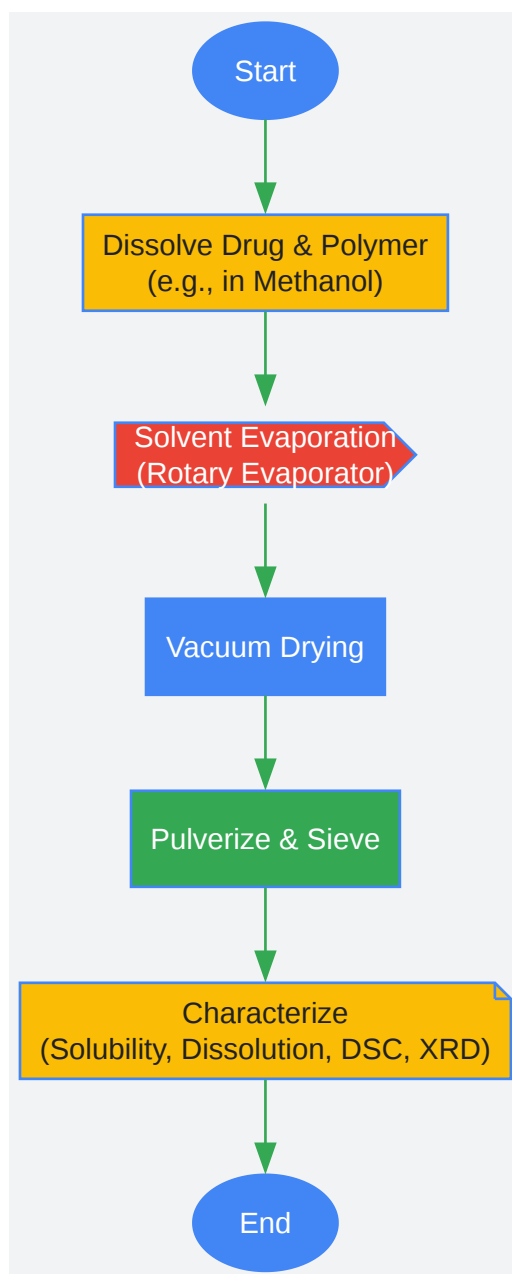 Start
Dissolve Drug & Polymer
(e.g., in Methanol)
Solvent Evaporation
(Rotary Evaporator)
Vacuum Drying
Pulverize & Sieve
Characterize
(Solubility, Dissolution, DSC, XRD)
End